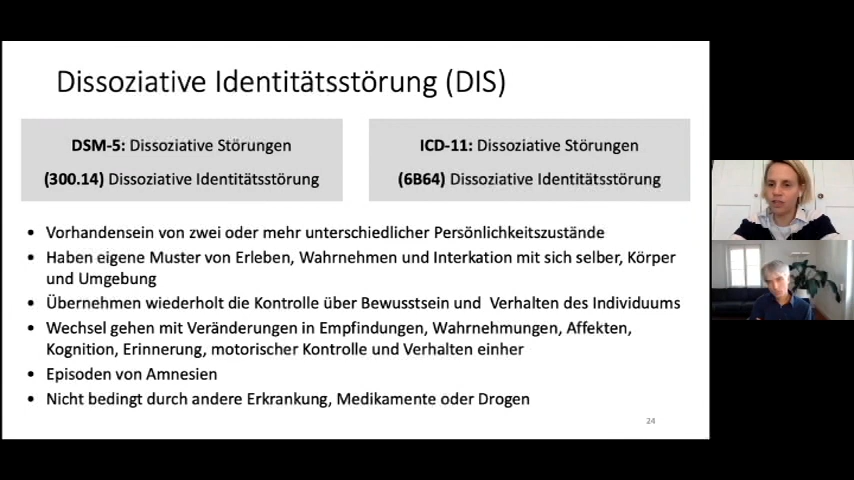 Dissoziative Identitätsstörung (DIS)
DSM-5: Dissoziative Störungen
(300.14) Dissoziative Identitätsstörung
ICD-11: Dissoziative Störungen
(6B64) Dissoziative Identitätsstörung
• Vorhandensein von zwei oder mehr unterschiedlicher Persönlichkeitszustände
• Haben eigene Muster von Erleben, Wahrnehmen und Interkation mit sich selber, Körper
und Umgebung
• Übernehmen wiederholt die Kontrolle über Bewusstsein und Verhalten des Individuums
• Wechsel gehen mit Veränderungen in Empfindungen, Wahrnehmungen, Affekten,
Kognition, Erinnerung, motorischer Kontrolle und Verhalten einher
• Episoden von Amnesien
• Nicht bedingt durch andere Erkrankung, Medikamente oder Drogen
24